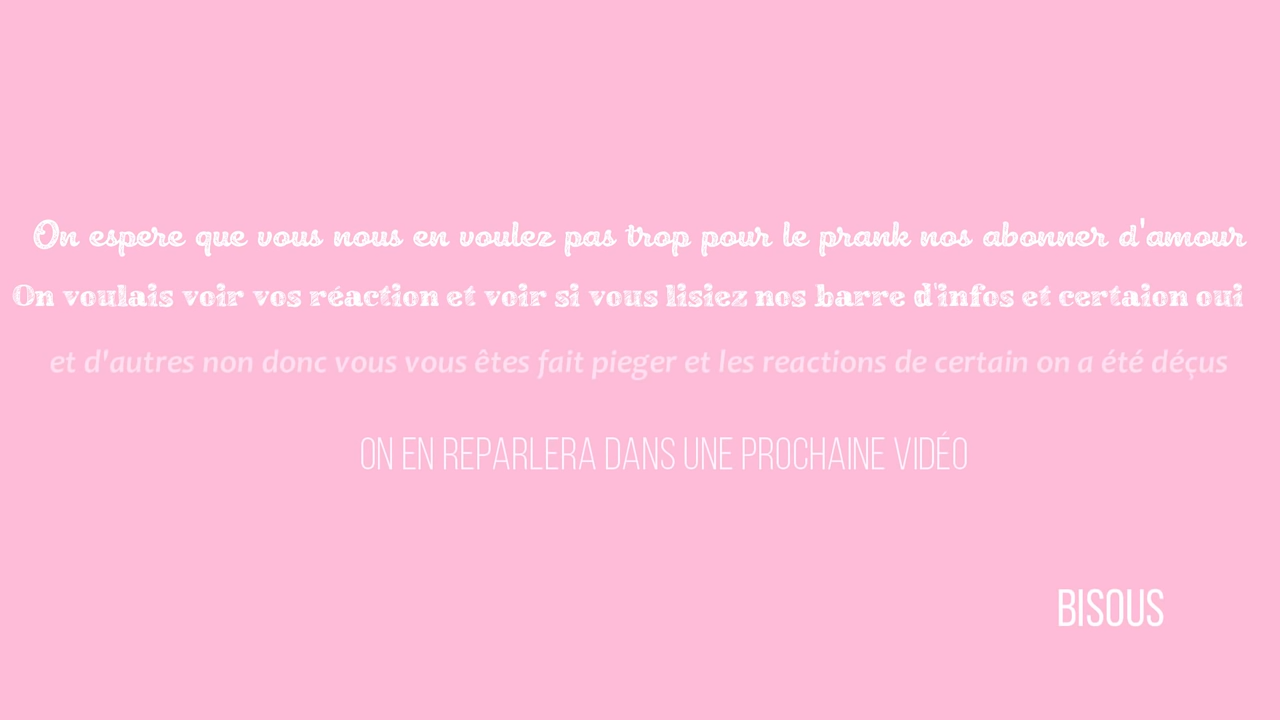 On espere que vous nous en voulez pas trop pour le prank nos abonner d'amour
On voulais voir vos réaction et voir si vous lisiez nos barre d'infos et certaion oui
et d'autres non donc vous vous êtes fait pieger et les reactions de certain on a été déçus
ON EN REPARLERA DANS UNE PROCHAINE VIDÉO
BISOUS